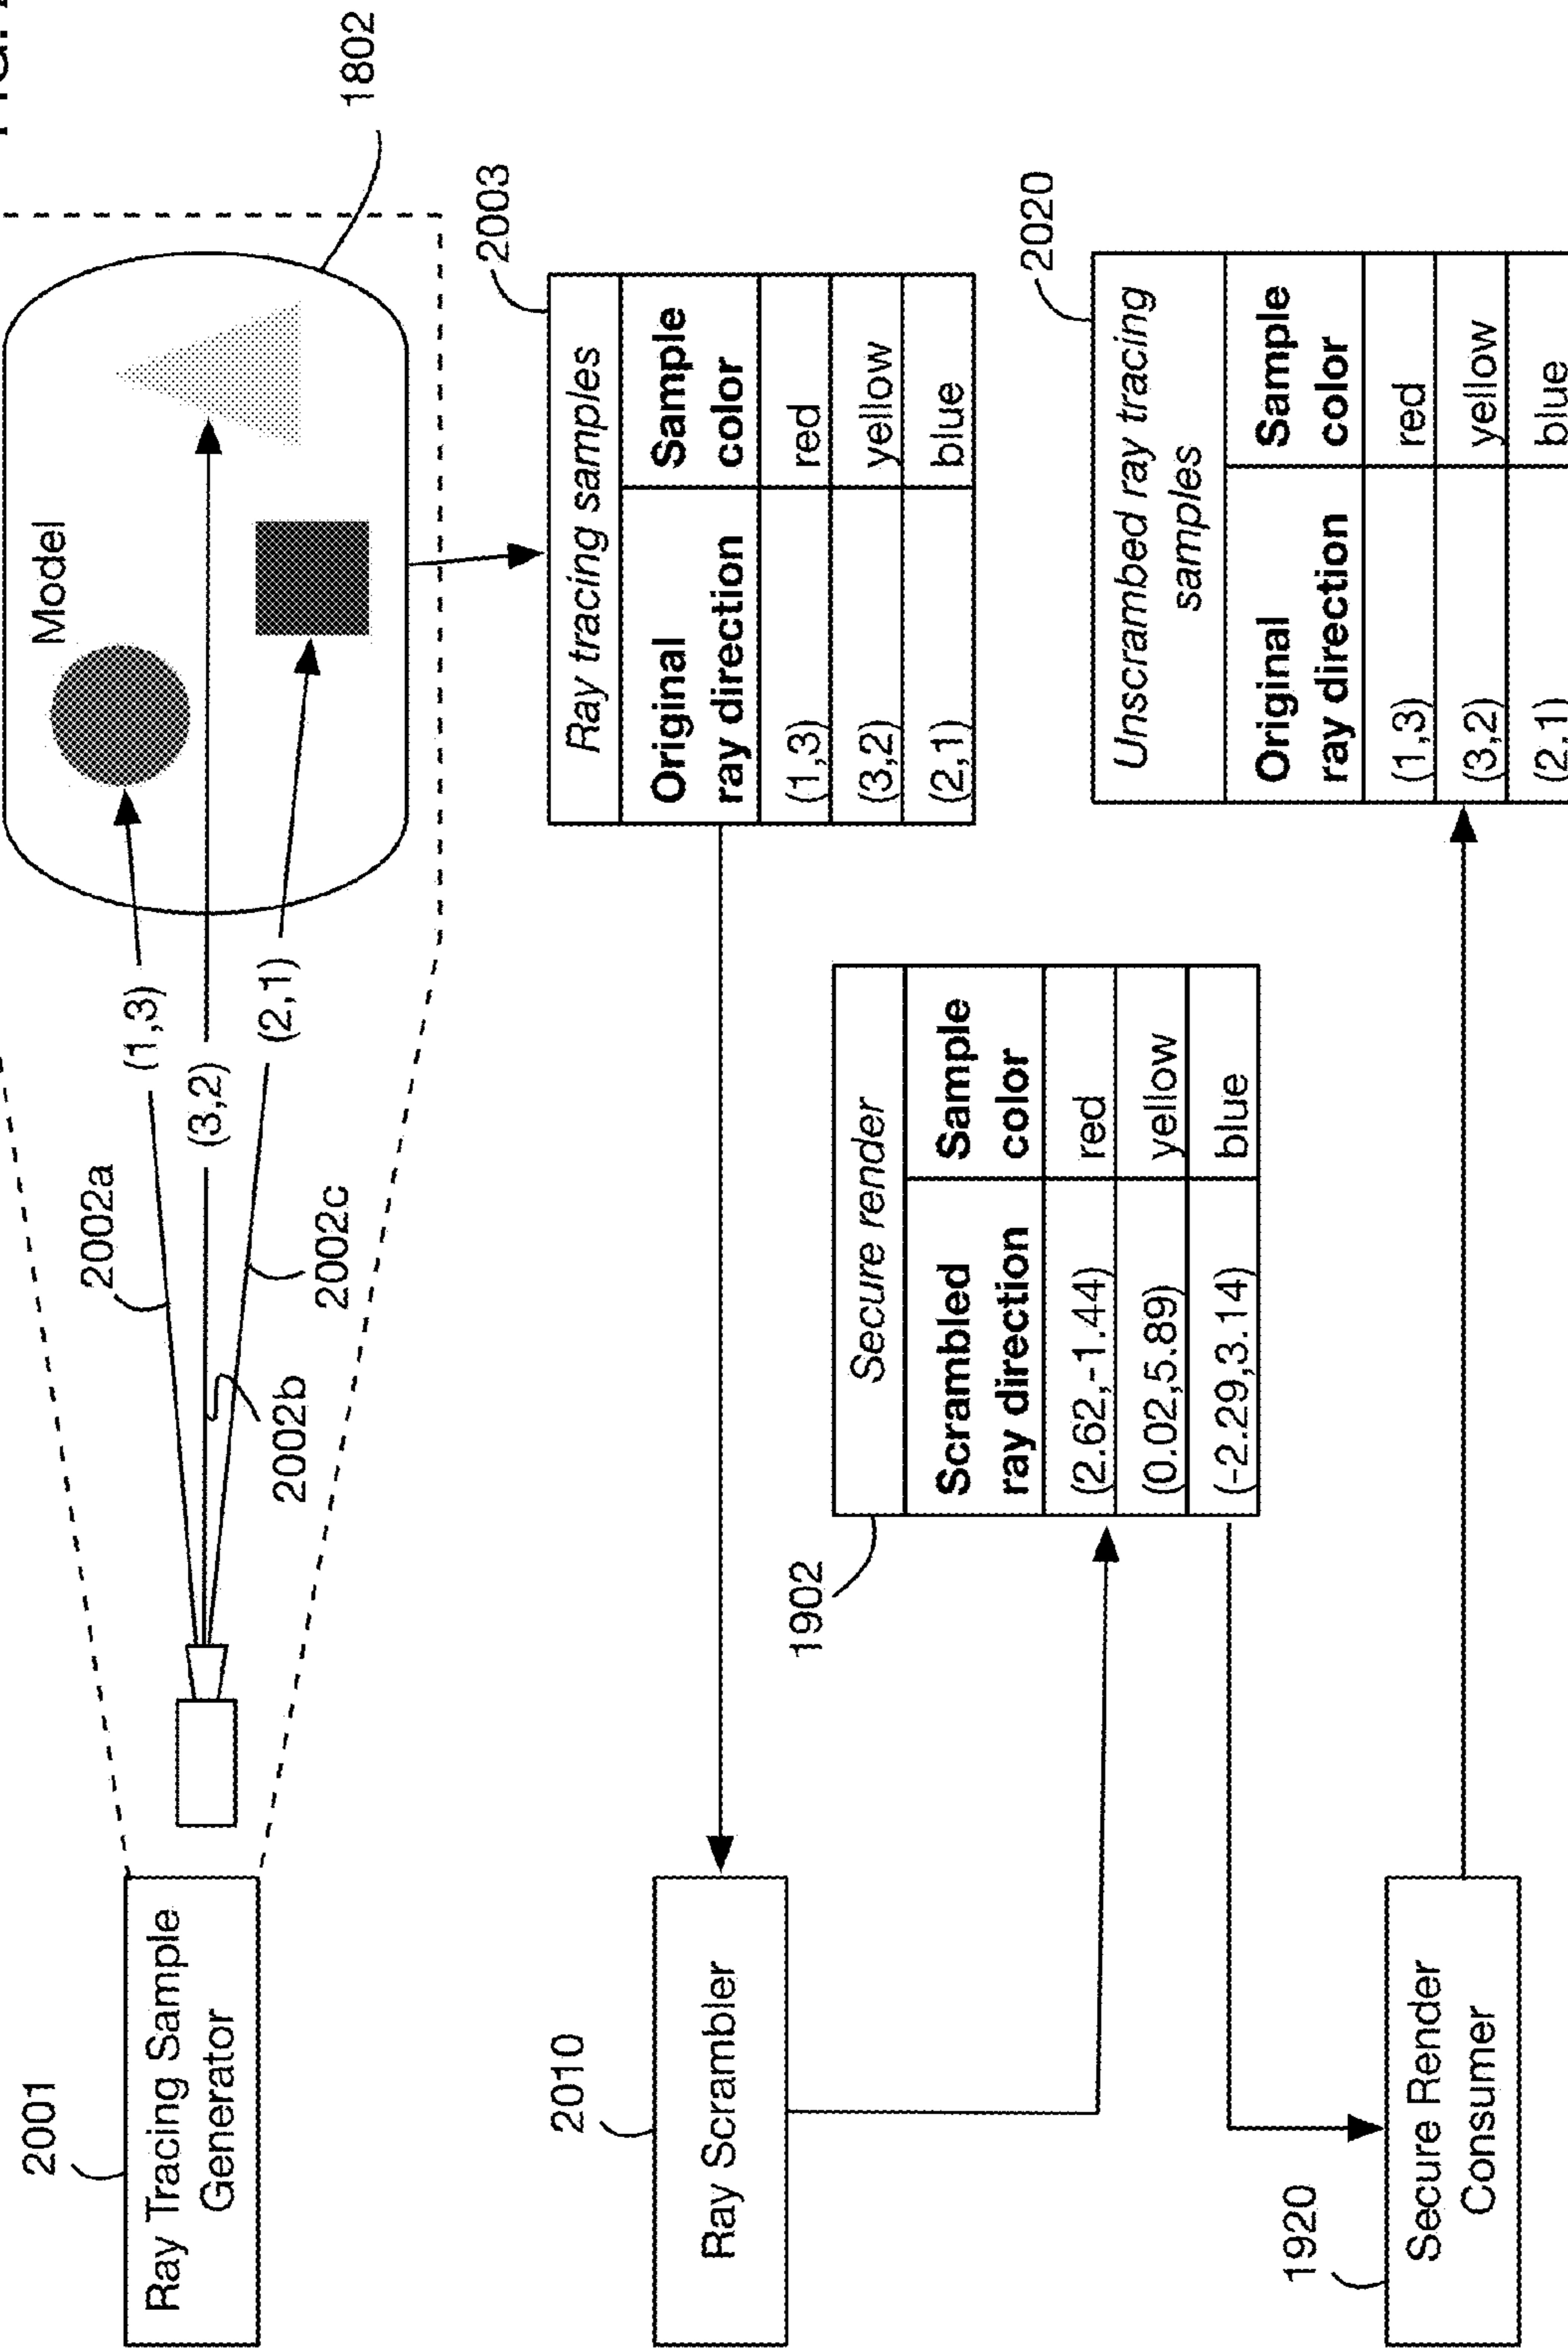 2001
Ray Tracing Sample
Generator
2002a
2002b
2002c
(1,3)
(3,2)
(2,1)
Model
1802
2003
Ray tracing samples
Original
ray direction
Sample
color
(1,3)
red
(3,2)
yellow
(2,1)
blue
2010
Ray Scrambler
1902
Secure render
Scrambled
ray direction
Sample
color
(2.62,-1.44)
red
(0.02,5.89)
yellow
(-2.29,3.14)
blue
1920
Secure Render
Consumer
2020
Unscrambed ray tracing
samples
Original
ray direction
Sample
color
(1,3)
red
(3,2)
yellow
(2,1)
blue